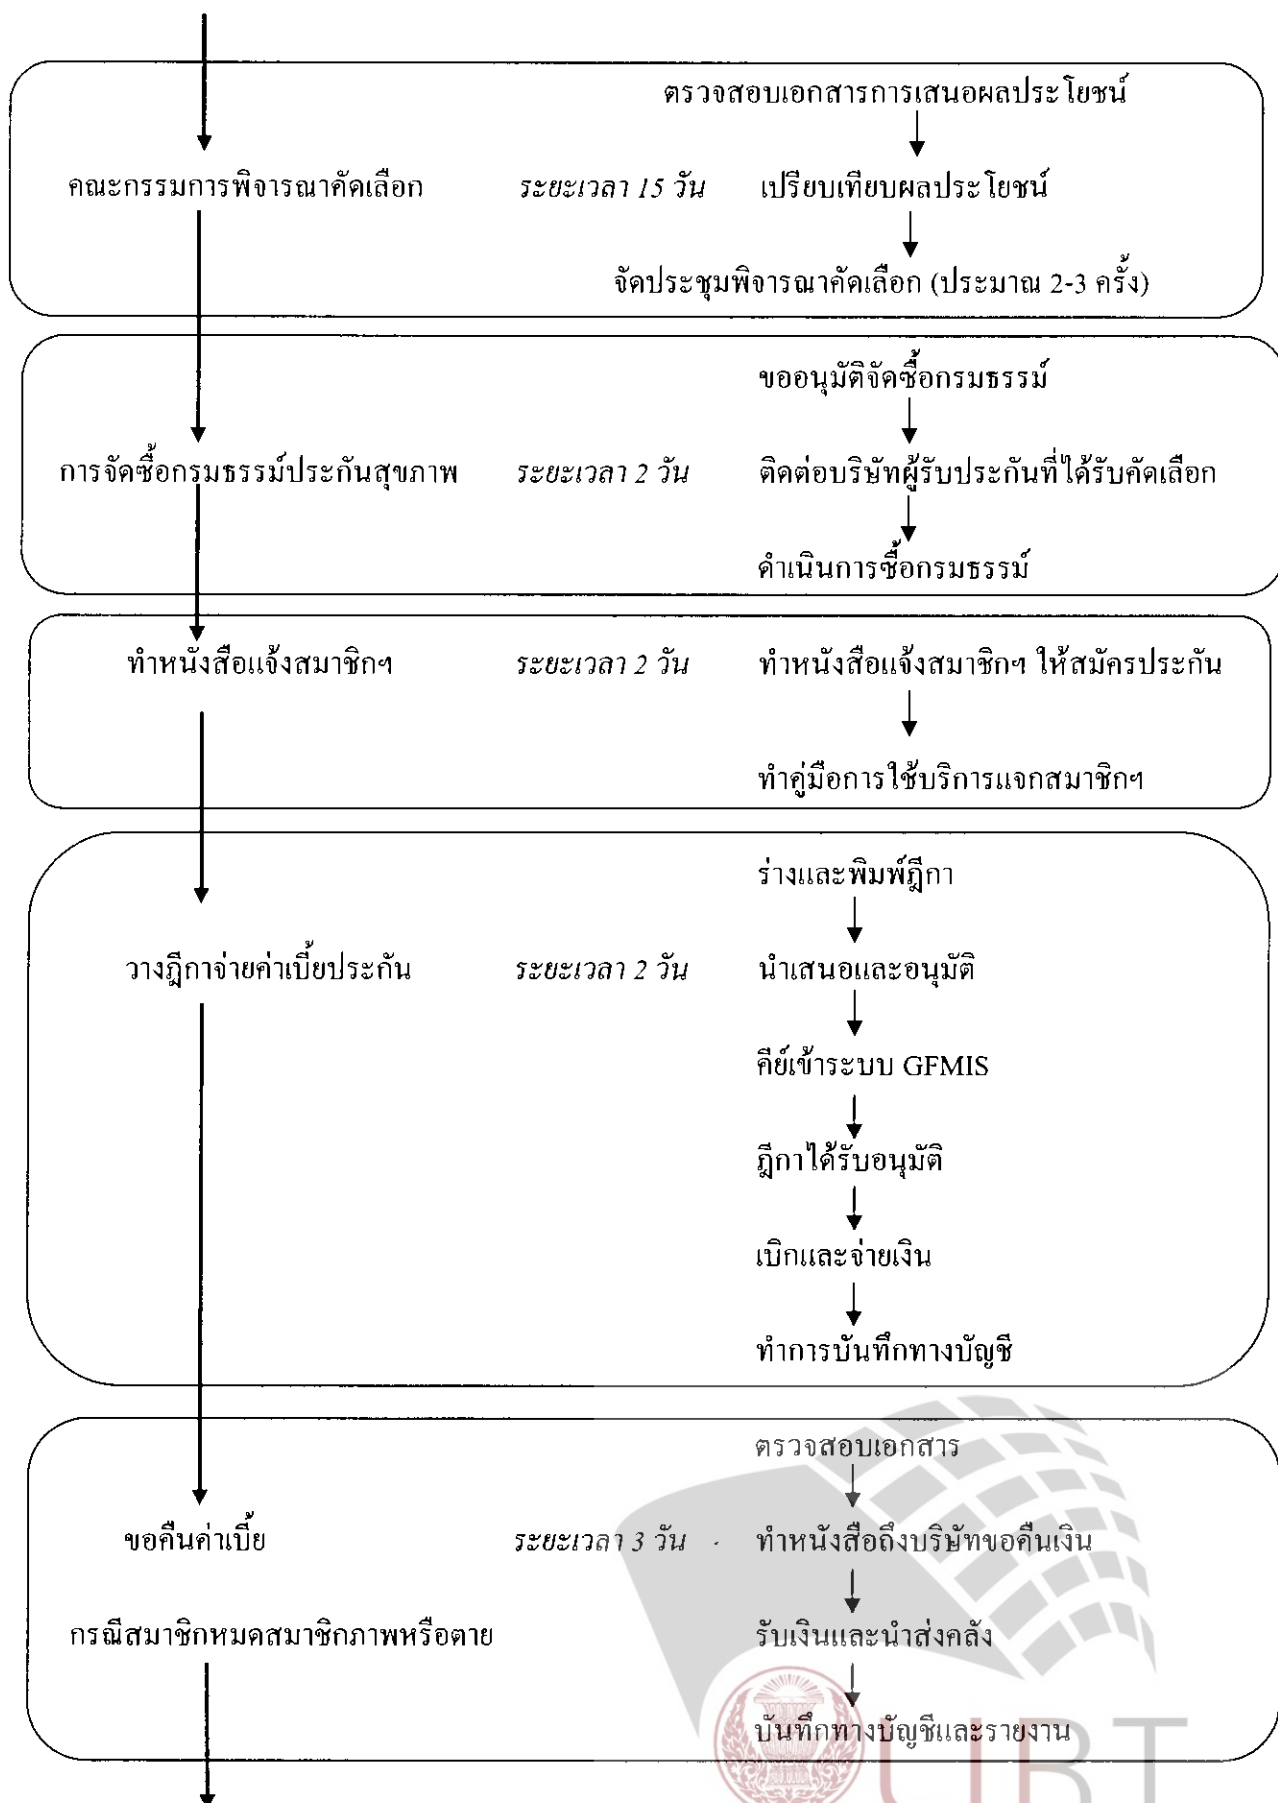 ตรวจสอบเอกสารการเสนอผลประโยชน์
คณะกรรมการพิจารณาคัดเลือก ระยะเวลา 15 วัน เปรียบเทียบผลประโยชน์
จัดประชุมพิจารณาคัดเลือก (ประมาณ 2-3 ครั้ง)
ขออนุมัติจัดซื้อกรมธรรม์
การจัดซื้อกรมธรรม์ประกันสุขภาพ ระยะเวลา 2 วัน ติดต่อบริษัทผู้รับประกันที่ได้รับคัดเลือก
ดำเนินการซื้อกรมธรรม์
ทำหนังสือแจ้งสมาชิกฯ ระยะเวลา 2 วัน ทำหนังสือแจ้งสมาชิกฯ ให้สมัครประกัน
ทำคู่มือการใช้บริการแจกสมาชิกฯ
ร่างและพิมพ์ฎีกา
วางฎีกาจ่ายค่าเบี้ยประกัน ระยะเวลา 2 วัน นำเสนอและอนุมัติ
คีย์เข้าระบบ GFMIS
ฎีกาได้รับอนุมัติ
เบิกและจ่ายเงิน
ทำการบันทึกทางบัญชี
ตรวจสอบเอกสาร
ขอคืนค่าเบี้ย ระยะเวลา 3 วัน ทำหนังสือถึงบริษัทขอคืนเงิน
กรณีสมาชิกหมดสมาชิกภาพหรือตาย รับเงินและนำส่งคลัง
บันทึกทางบัญชีและรายงาน